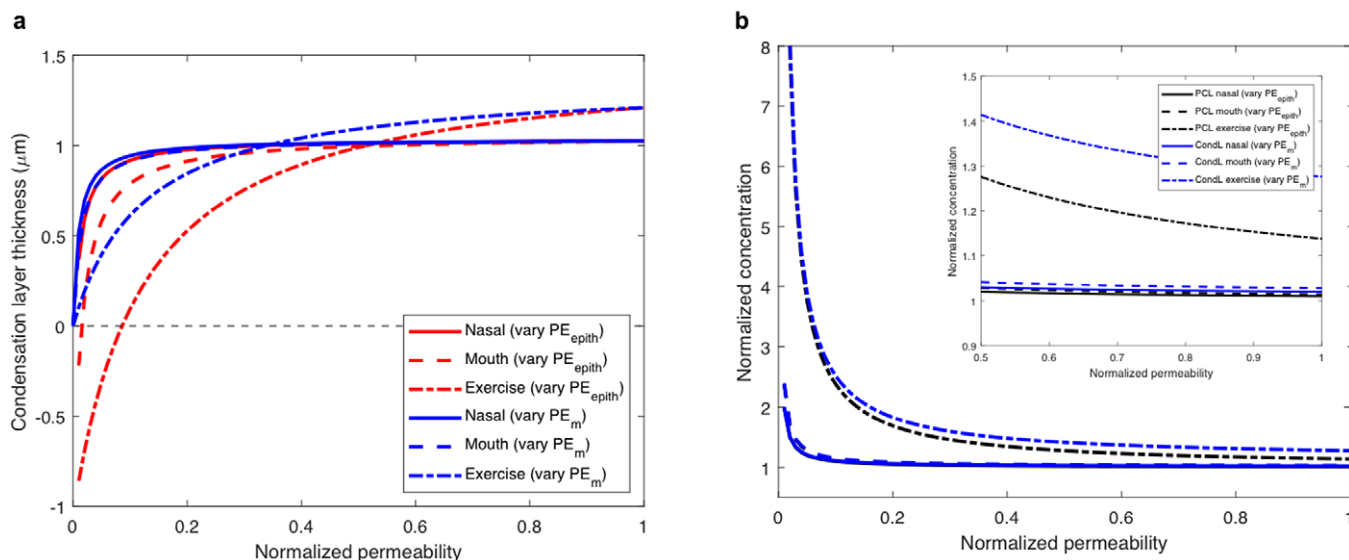 a
Condensation layer thickness (μm)
1.5
1
0.5
0
-0.5
-1
0
0.2
0.4
0.6
0.8
1
Normalized permeability
Nasal (vary PE_epith)
Mouth (vary PE_epith)
Exercise (vary PE_epith)
Nasal (vary PE_m)
Mouth (vary PE_m)
Exercise (vary PE_m)
b
Normalized concentration
8
7
6
5
4
3
2
1
0
0.2
0.4
0.6
0.8
1
Normalized permeability
Normalized concentration
1.5
1.4
1.3
1.2
1.1
1
0.9
0.5
0.6
0.7
0.8
0.9
1
Normalized permeability
PCL nasal (vary PE_epith)
PCL mouth (vary PE_epith)
PCL exercise (vary PE_epith)
CondL nasal (vary PE_m)
CondL mouth (vary PE_m)
CondL exercise (vary PE_m)